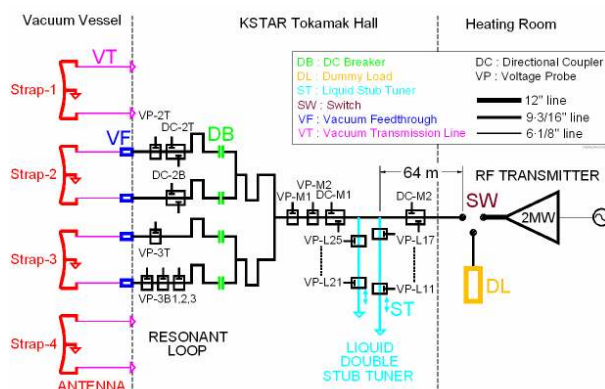 Vacuum Vessel
KSTAR Tokamak Hall
Heating Room
VT
Strap-1
DB : DC Breaker
DL : Dummy Load
ST : Liquid Stub Tuner
SW : Switch
VF : Vacuum Feedthrough
VT : Vacuum Transmission Line
DC : Directional Coupler
VP : Voltage Probe
12" line
9-3/16" line
6-1/8" line
VP-2T
DC-2T
DB
VF
Strap-2
DC-2B
64 m
RF TRANSMITTER
SW
2MW
VP-M1
VP-M2
DC-M1
DC-M2
VP-3T
VP-L25
VP-L17
Strap-3
VP-3B1,2,3
VP-L21
VP-L11
DL
ST
Strap-4
RESONANT
LOOP
LIQUID
DOUBLE
STUB TUNER
ANTENNA